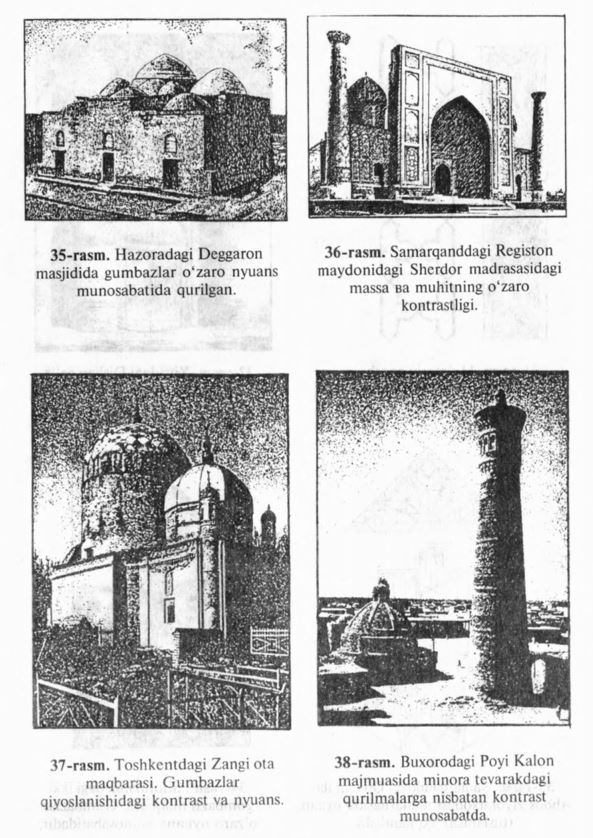 35-rasm. Hazoradagi Deggaron
masjidida gumbazlar o‘zaro nyuans
munosabatida qurilgan.
36-rasm. Samarqanddagi Registon
maydonidagi Sherdor madrasasidagi
massa ва muhitning o‘zaro
kontrastligi.
37-rasm. Toshkentdagi Zangi ota
maqbarasi. Gumbazlar
qiyoslanishidagi kontrast va nyuans.
38-rasm. Buxorodagi Poyi Kalon
majmuasida minora tevarakdagi
qurilmalarga nisbatan kontrast
munosabatda.